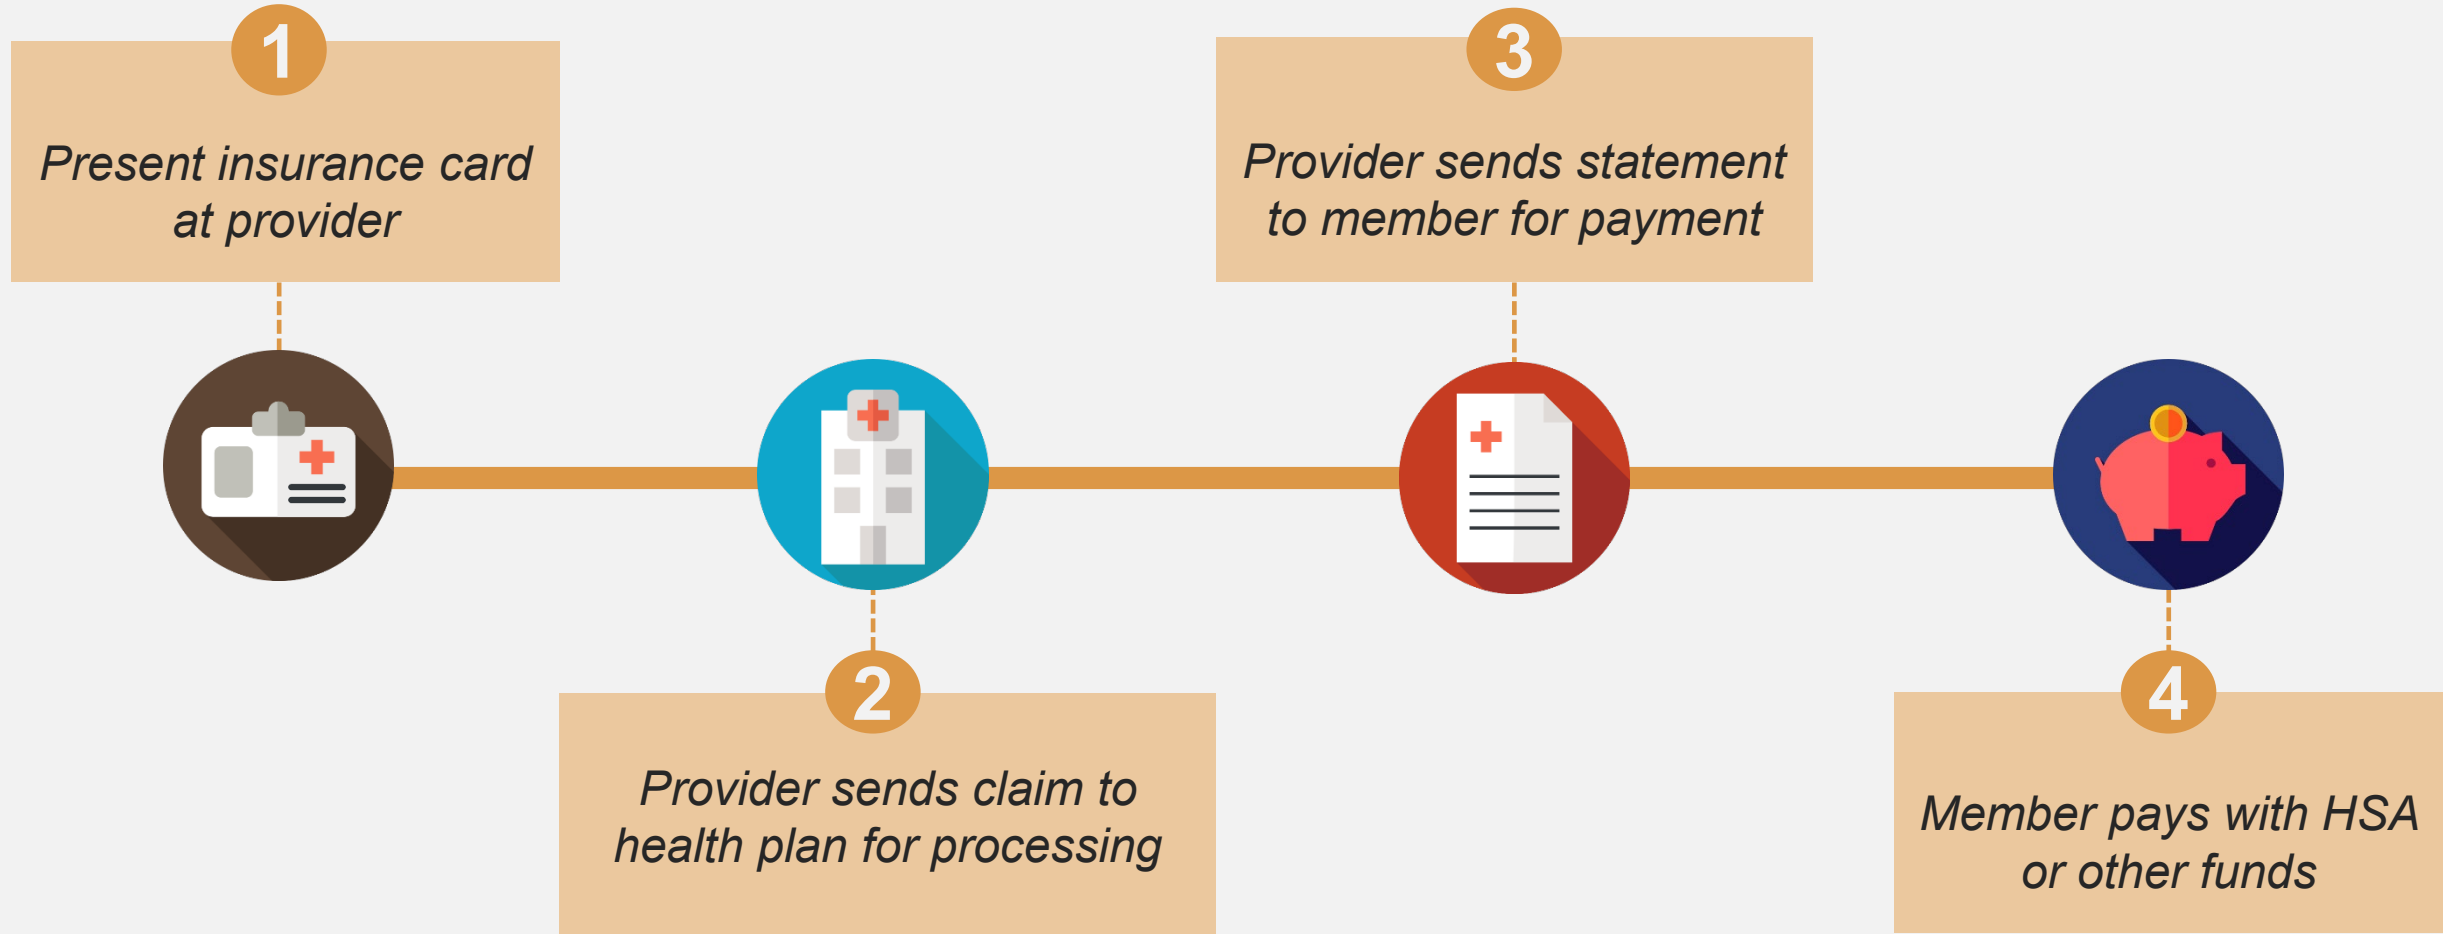 1
Present insurance card
at provider
2
Provider sends claim to
health plan for processing
3
Provider sends statement
to member for payment
4
Member pays with HSA
or other funds